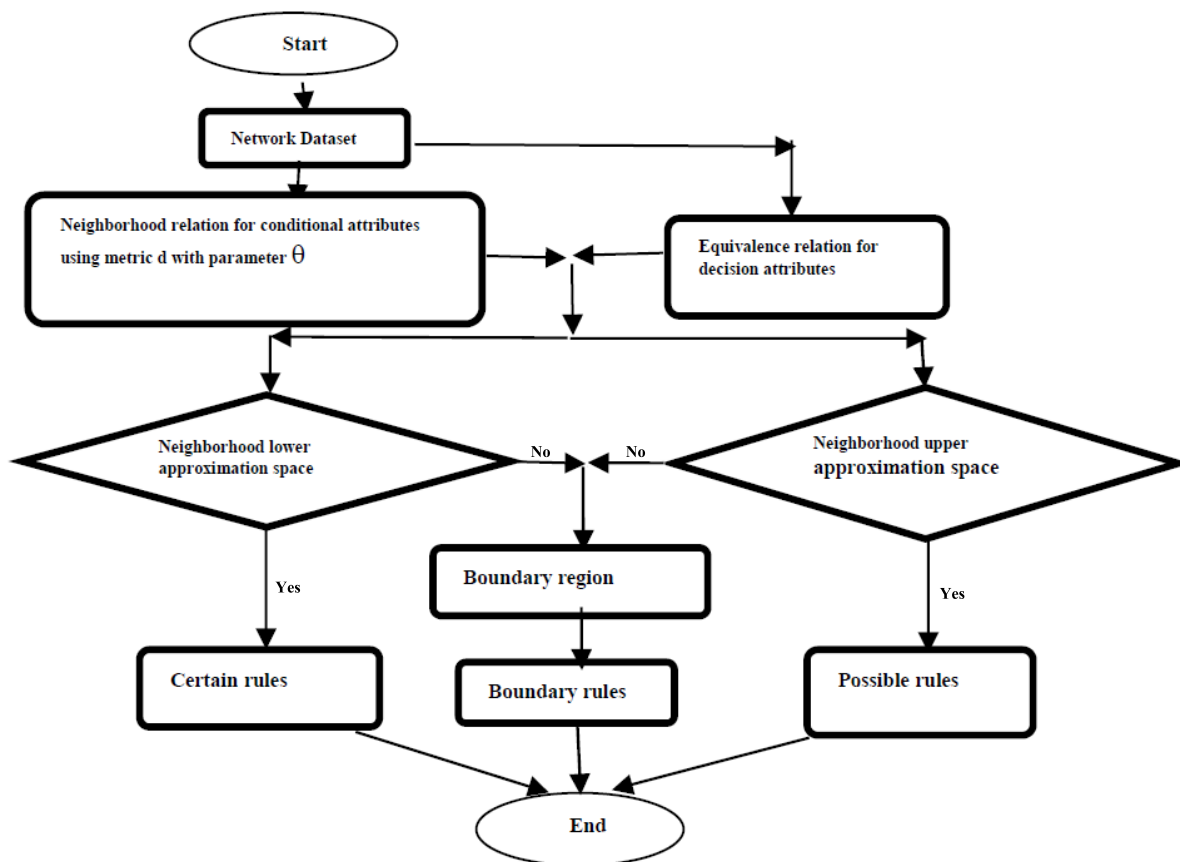 Start
Network Dataset
Neighborhood relation for conditional attributes
using metric d with parameter θ
Equivalence relation for
decision attributes
Neighborhood lower
approximation space
No
No
Neighborhood upper
approximation space
Yes
Boundary region
Yes
Certain rules
Boundary rules
Possible rules
End